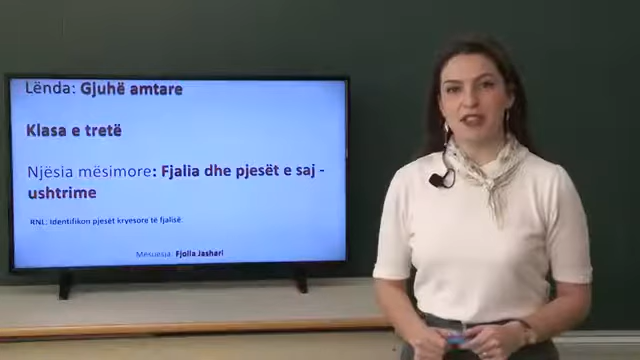 Lënda: Gjuhë amtare
Klasa e tretë
Njësia mësimore: Fjalia dhe pjesët e saj -
ushtrime
RNL: Identifikon pjesët kryesore të fjalisë.
Mësuesja: Fjolla Jashari